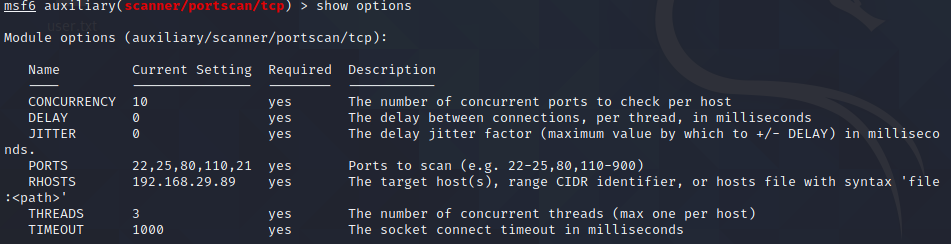 msf6 auxiliary(scanner/portscan/tcp) > show options
Module options (auxiliary/scanner/portscan/tcp):
Name Current Setting Required Description
CONCURRENCY 10 yes The number of concurrent ports to check per host
DELAY 0 yes The delay between connections, per thread, in milliseconds
JITTER 0 yes The delay jitter factor (maximum value by which to +/- DELAY) in milliseco
nds.
PORTS 22,25,80,110,21 yes Ports to scan (e.g. 22-25,80,110-900)
RHOSTS 192.168.29.89 yes The target host(s), range CIDR identifier, or hosts file with syntax 'file
:<path>'
THREADS 3 yes The number of concurrent threads (max one per host)
TIMEOUT 1000 yes The socket connect timeout in milliseconds